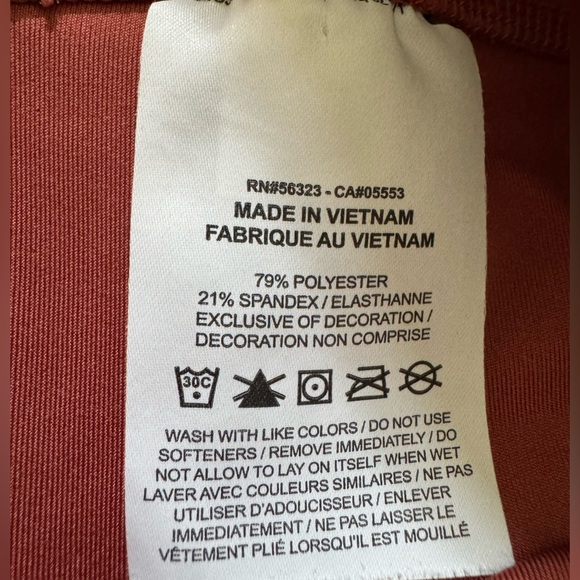 RN#56323 - CA#05553
MADE IN VIETNAM
FABRIQUE AU VIETNAM
79% POLYESTER
21% SPANDEX / ELASTHANNE
EXCLUSIVE OF DECORATION /
DECORATION NON COMPRISE
30C
WASH WITH LIKE COLORS / DO NOT USE
SOFTENERS / REMOVE IMMEDIATELY / DO
NOT ALLOW TO LAY ON ITSELF WHEN WET
LAVER AVEC COULEURS SIMILAIRES / NE PAS
UTILISER D'ADOUCISSEUR / ENLEVER
IMMEDIATEMENT / NE PAS LAISSER LE
VÊTEMENT PLIÉ LORSQU'IL EST MOUILLÉ